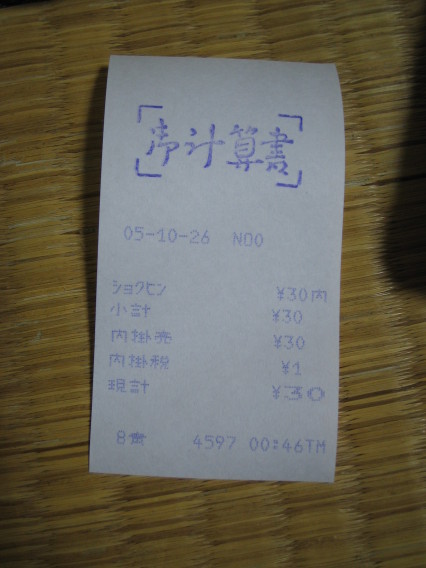 御計算書
05-10-26 N00
ショクヒン ¥30内
小計 ¥30
内掛売 ¥30
内掛税 ¥1
現計 ¥30
8責 4597 00:46TM